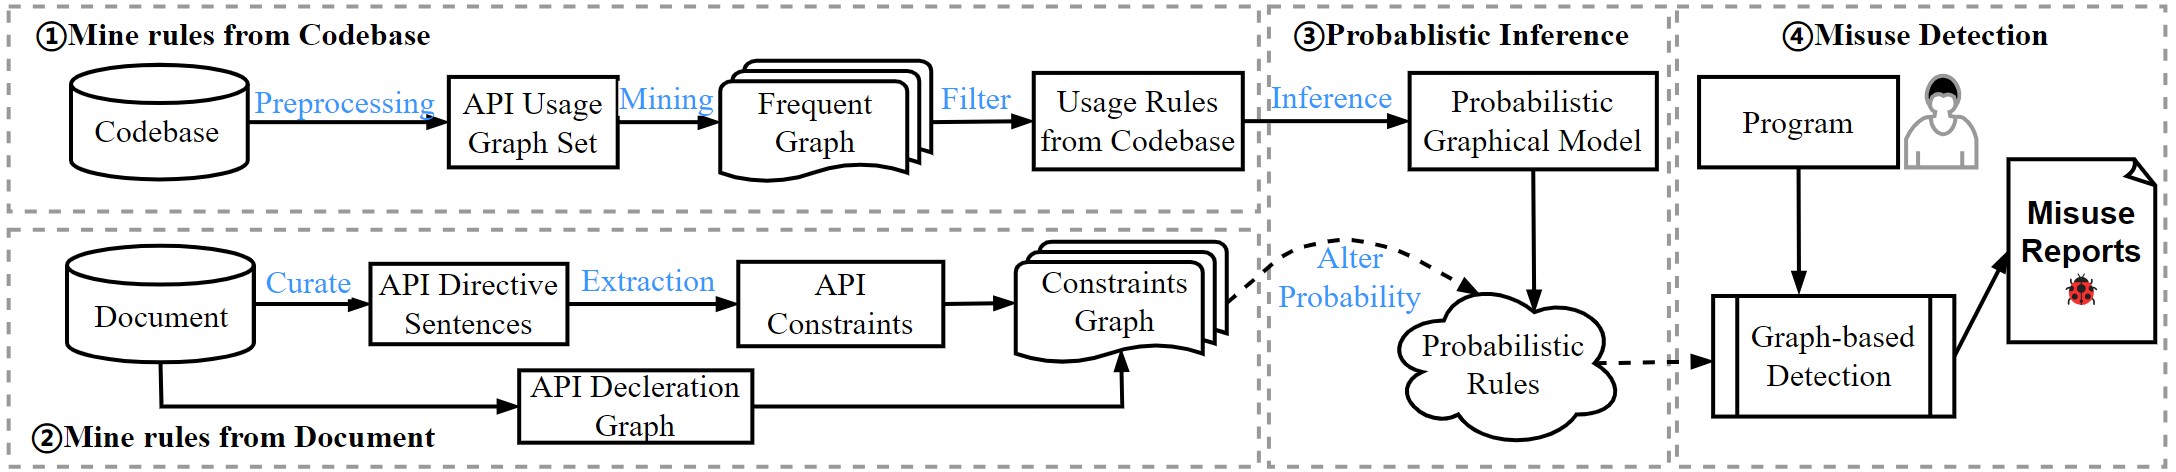 ①Mine rules from Codebase
Codebase
Preprocessing
API Usage
Graph Set
Mining
Frequent
Graph
Filter
Usage Rules
from Codebase
②Mine rules from Document
Document
Curate
API Directive
Sentences
Extraction
API
Constraints
Constraints
Graph
API Decleration
Graph
③Probablistic Inference
Inference
Probabilistic
Graphical Model
Alter
Probability
Probabilistic
Rules
④Misuse Detection
Program
Graph-based
Detection
Misuse
Reports